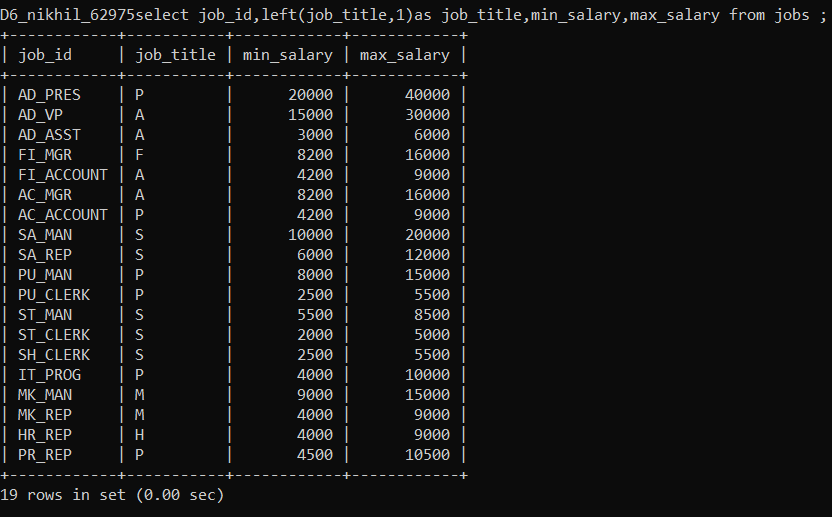 D6_nikhil_62975select job_id,left(job_title,1)as job_title,min_salary,max_salary from jobs ;
+------------+-----------+------------+------------+
| job_id     | job_title | min_salary | max_salary |
+------------+-----------+------------+------------+
| AD_PRES    | P         |      20000 |      40000 |
| AD_VP      | A         |      15000 |      30000 |
| AD_ASST    | A         |       3000 |       6000 |
| FI_MGR     | F         |       8200 |      16000 |
| FI_ACCOUNT | A         |       4200 |       9000 |
| AC_MGR     | A         |       8200 |      16000 |
| AC_ACCOUNT | P         |       4200 |       9000 |
| SA_MAN     | S         |      10000 |      20000 |
| SA_REP     | S         |       6000 |      12000 |
| PU_MAN     | P         |       8000 |      15000 |
| PU_CLERK   | P         |       2500 |       5500 |
| ST_MAN     | S         |       5500 |       8500 |
| ST_CLERK   | S         |       2000 |       5000 |
| SH_CLERK   | S         |       2500 |       5500 |
| IT_PROG    | P         |       4000 |      10000 |
| MK_MAN     | M         |       9000 |      15000 |
| MK_REP     | M         |       4000 |       9000 |
| HR_REP     | H         |       4000 |       9000 |
| PR_REP     | P         |       4500 |      10500 |
+------------+-----------+------------+------------+
19 rows in set (0.00 sec)